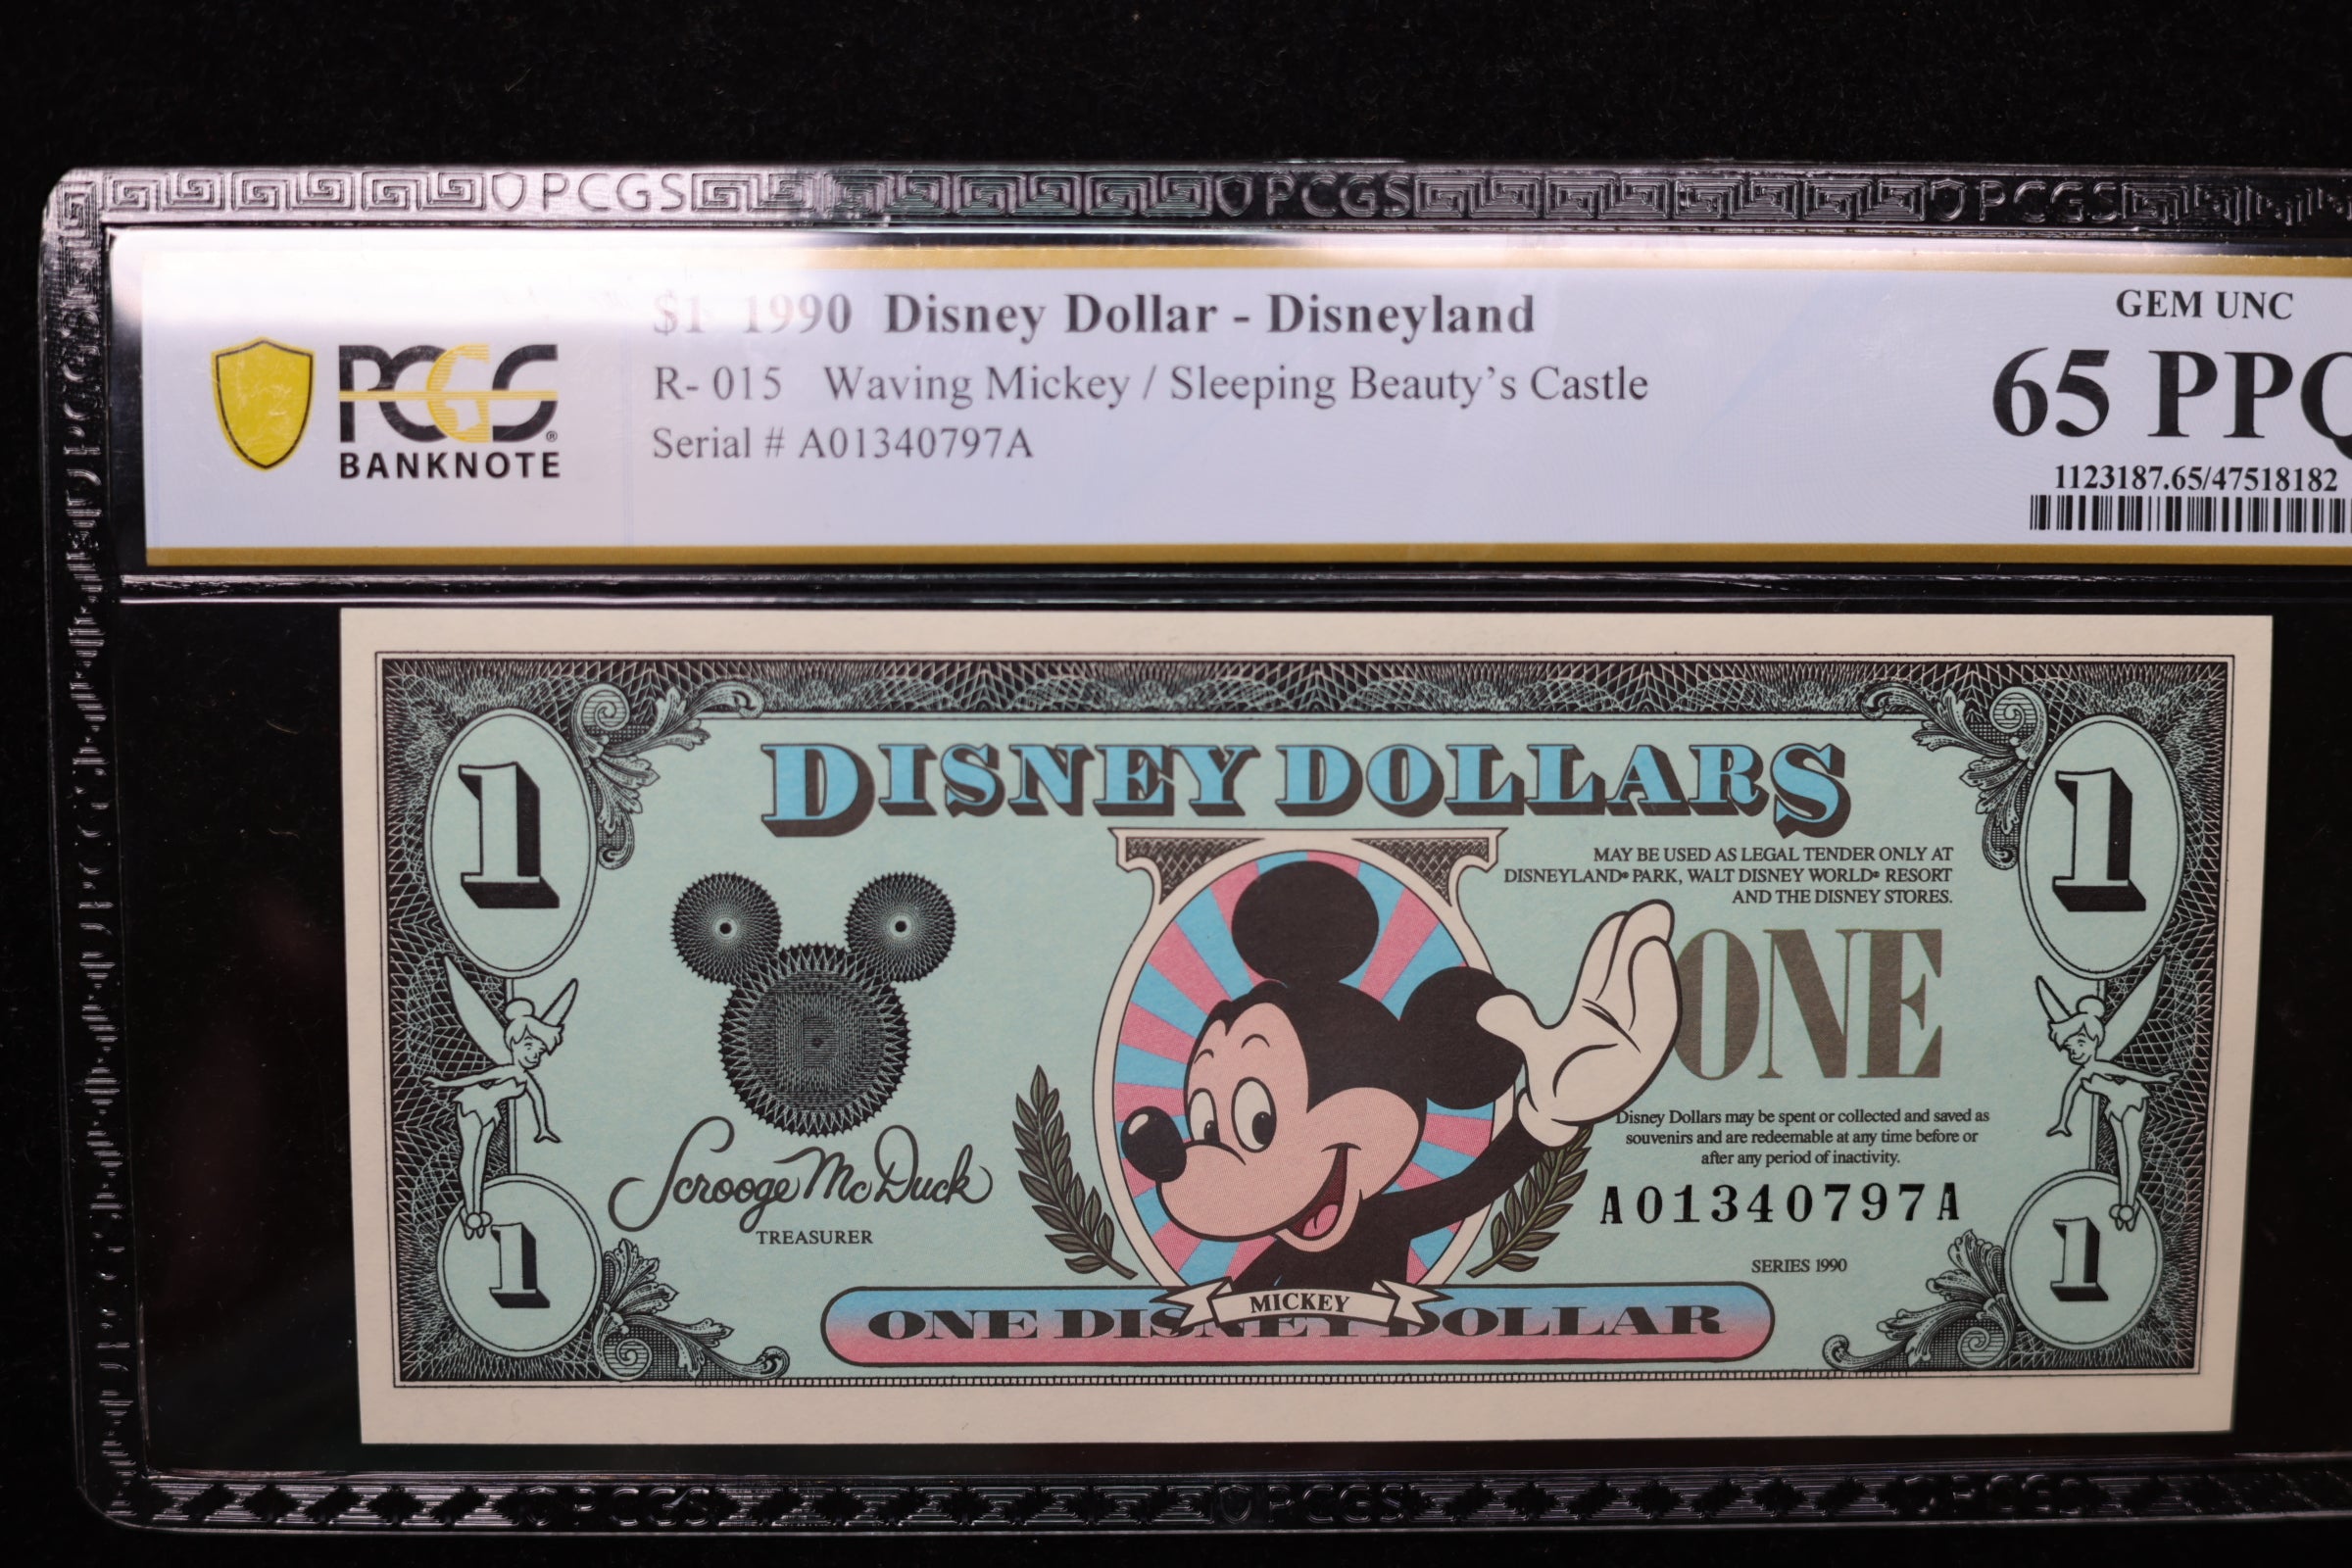 PCGS PCGS PCGS
$1 1990 Disney Dollar - Disneyland
R- 015 Waving Mickey / Sleeping Beauty's Castle
Serial # A01340797A
PCGS®
BANKNOTE
GEM UNC
65 PPQ
1123187.65/47518182
1
1
DISNEY DOLLARS
MAY BE USED AS LEGAL TENDER ONLY AT
DISNEYLAND® PARK, WALT DISNEY WORLD® RESORT
AND THE DISNEY STORES.
ONE
Disney Dollars may be spent or collected and saved as
souvenirs and are redeemable at any time before or
after any period of inactivity.
A01340797A
SERIES 1990
Scrooge McDuck
TREASURER
MICKEY
ONE DISNEY DOLLAR
1
1
PCGS PCGS PCGS